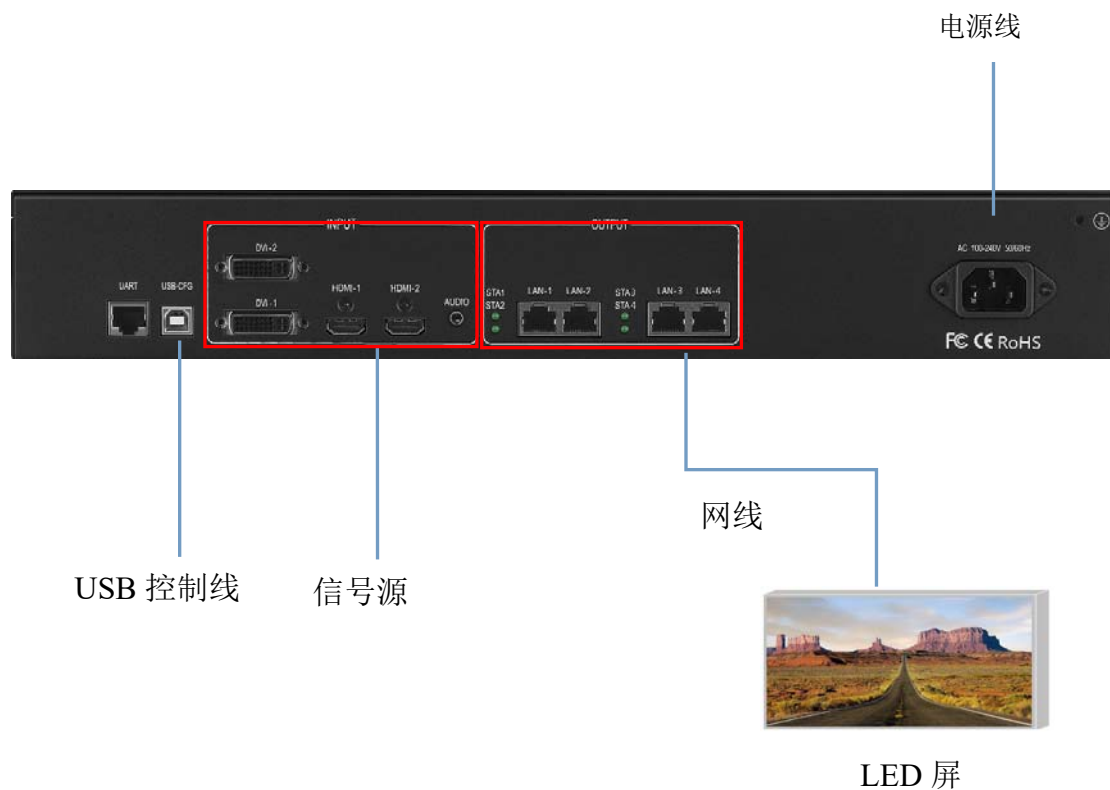 电源线
INPUT
OUTPUT
DVI-2
AC 100-240V 50/60Hz
UART
USB-CFG
DVI-1
HDMI-1
HDMI-2
AUDIO
STA1
STA2
LAN-1
LAN-2
STA3
STA4
LAN-3
LAN-4
FC CE RoHS
网线
USB 控制线
信号源
LED 屏